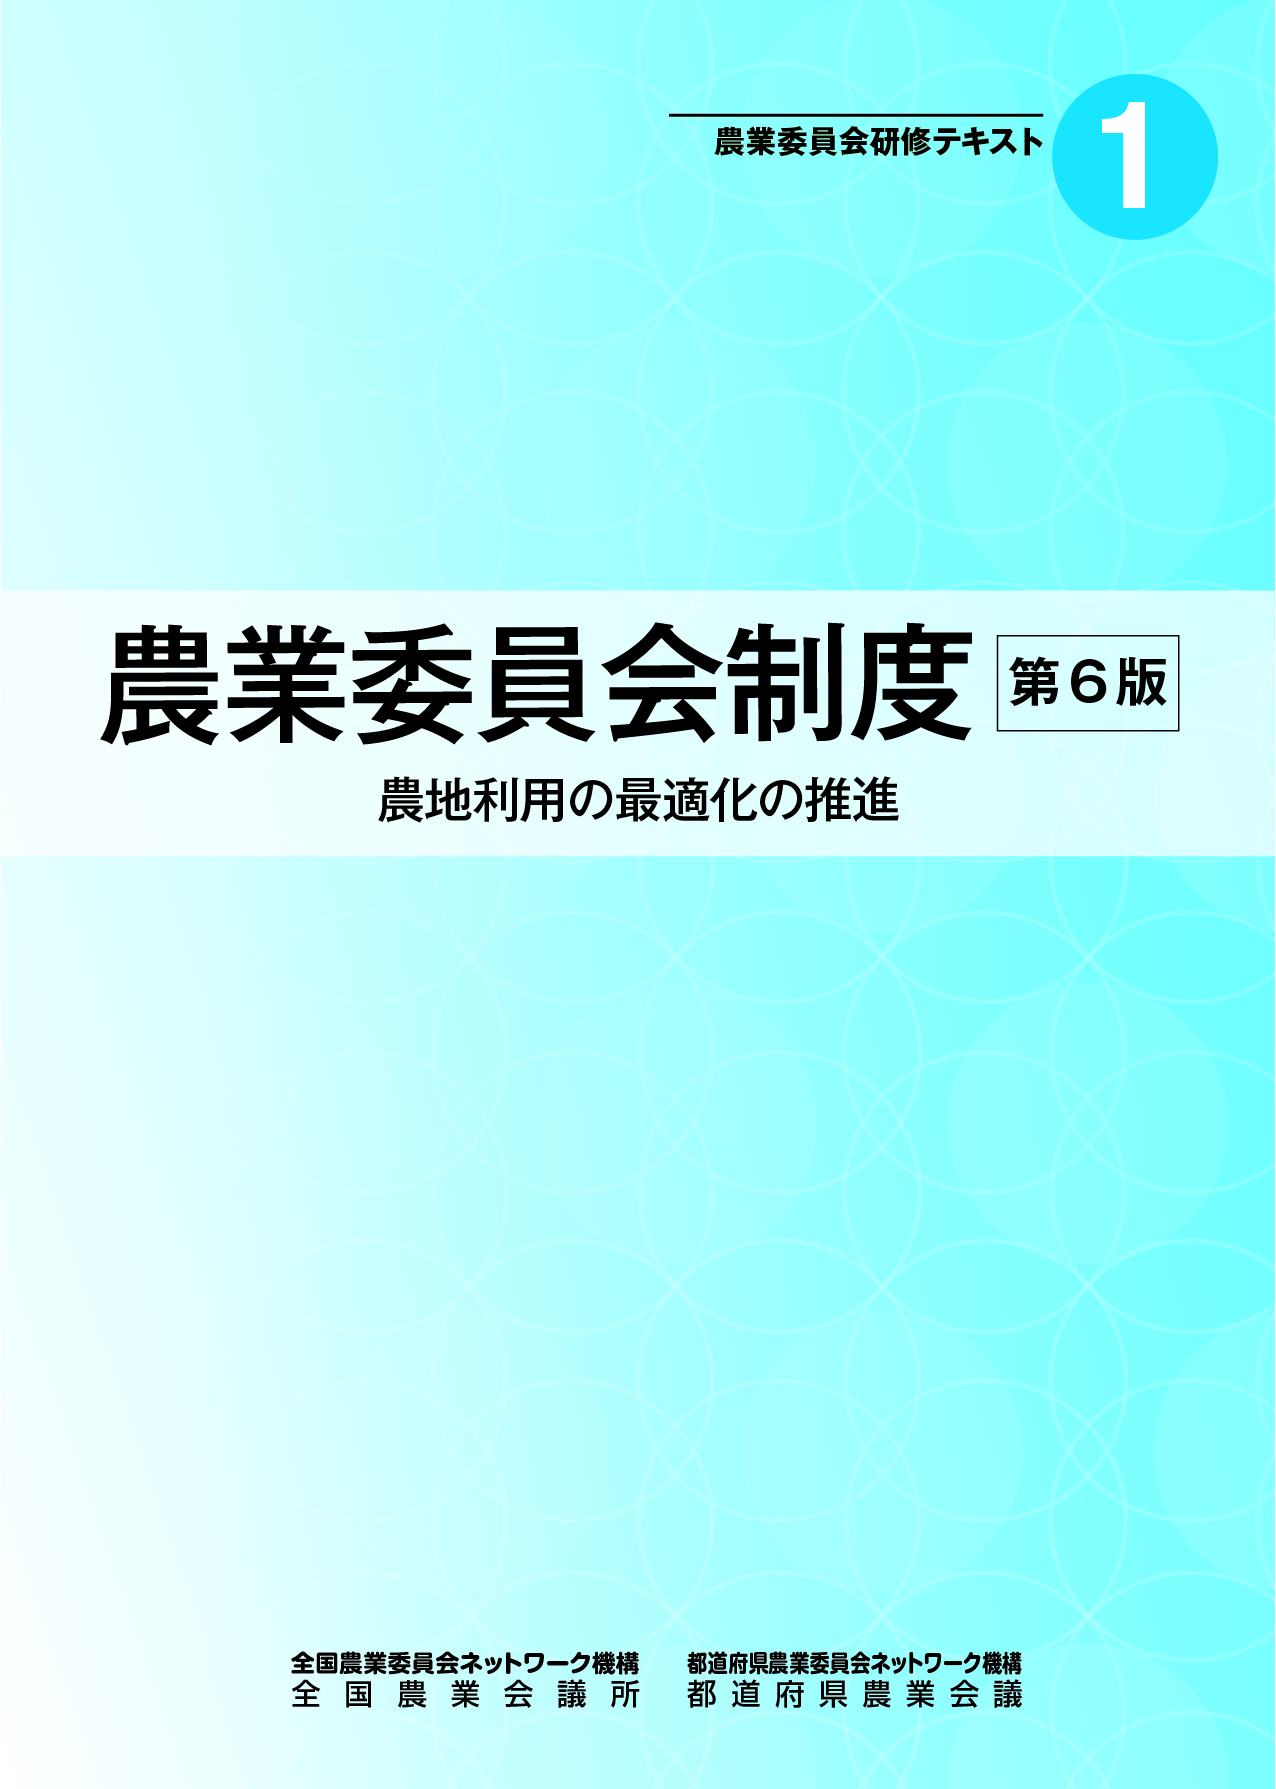 農業委員会研修テキスト 1
農業委員会制度 第6版
農地利用の最適化の推進
全国農業委員会ネットワーク機構 都道府県農業委員会ネットワーク機構
全国農業会議所 都道府県農業会議